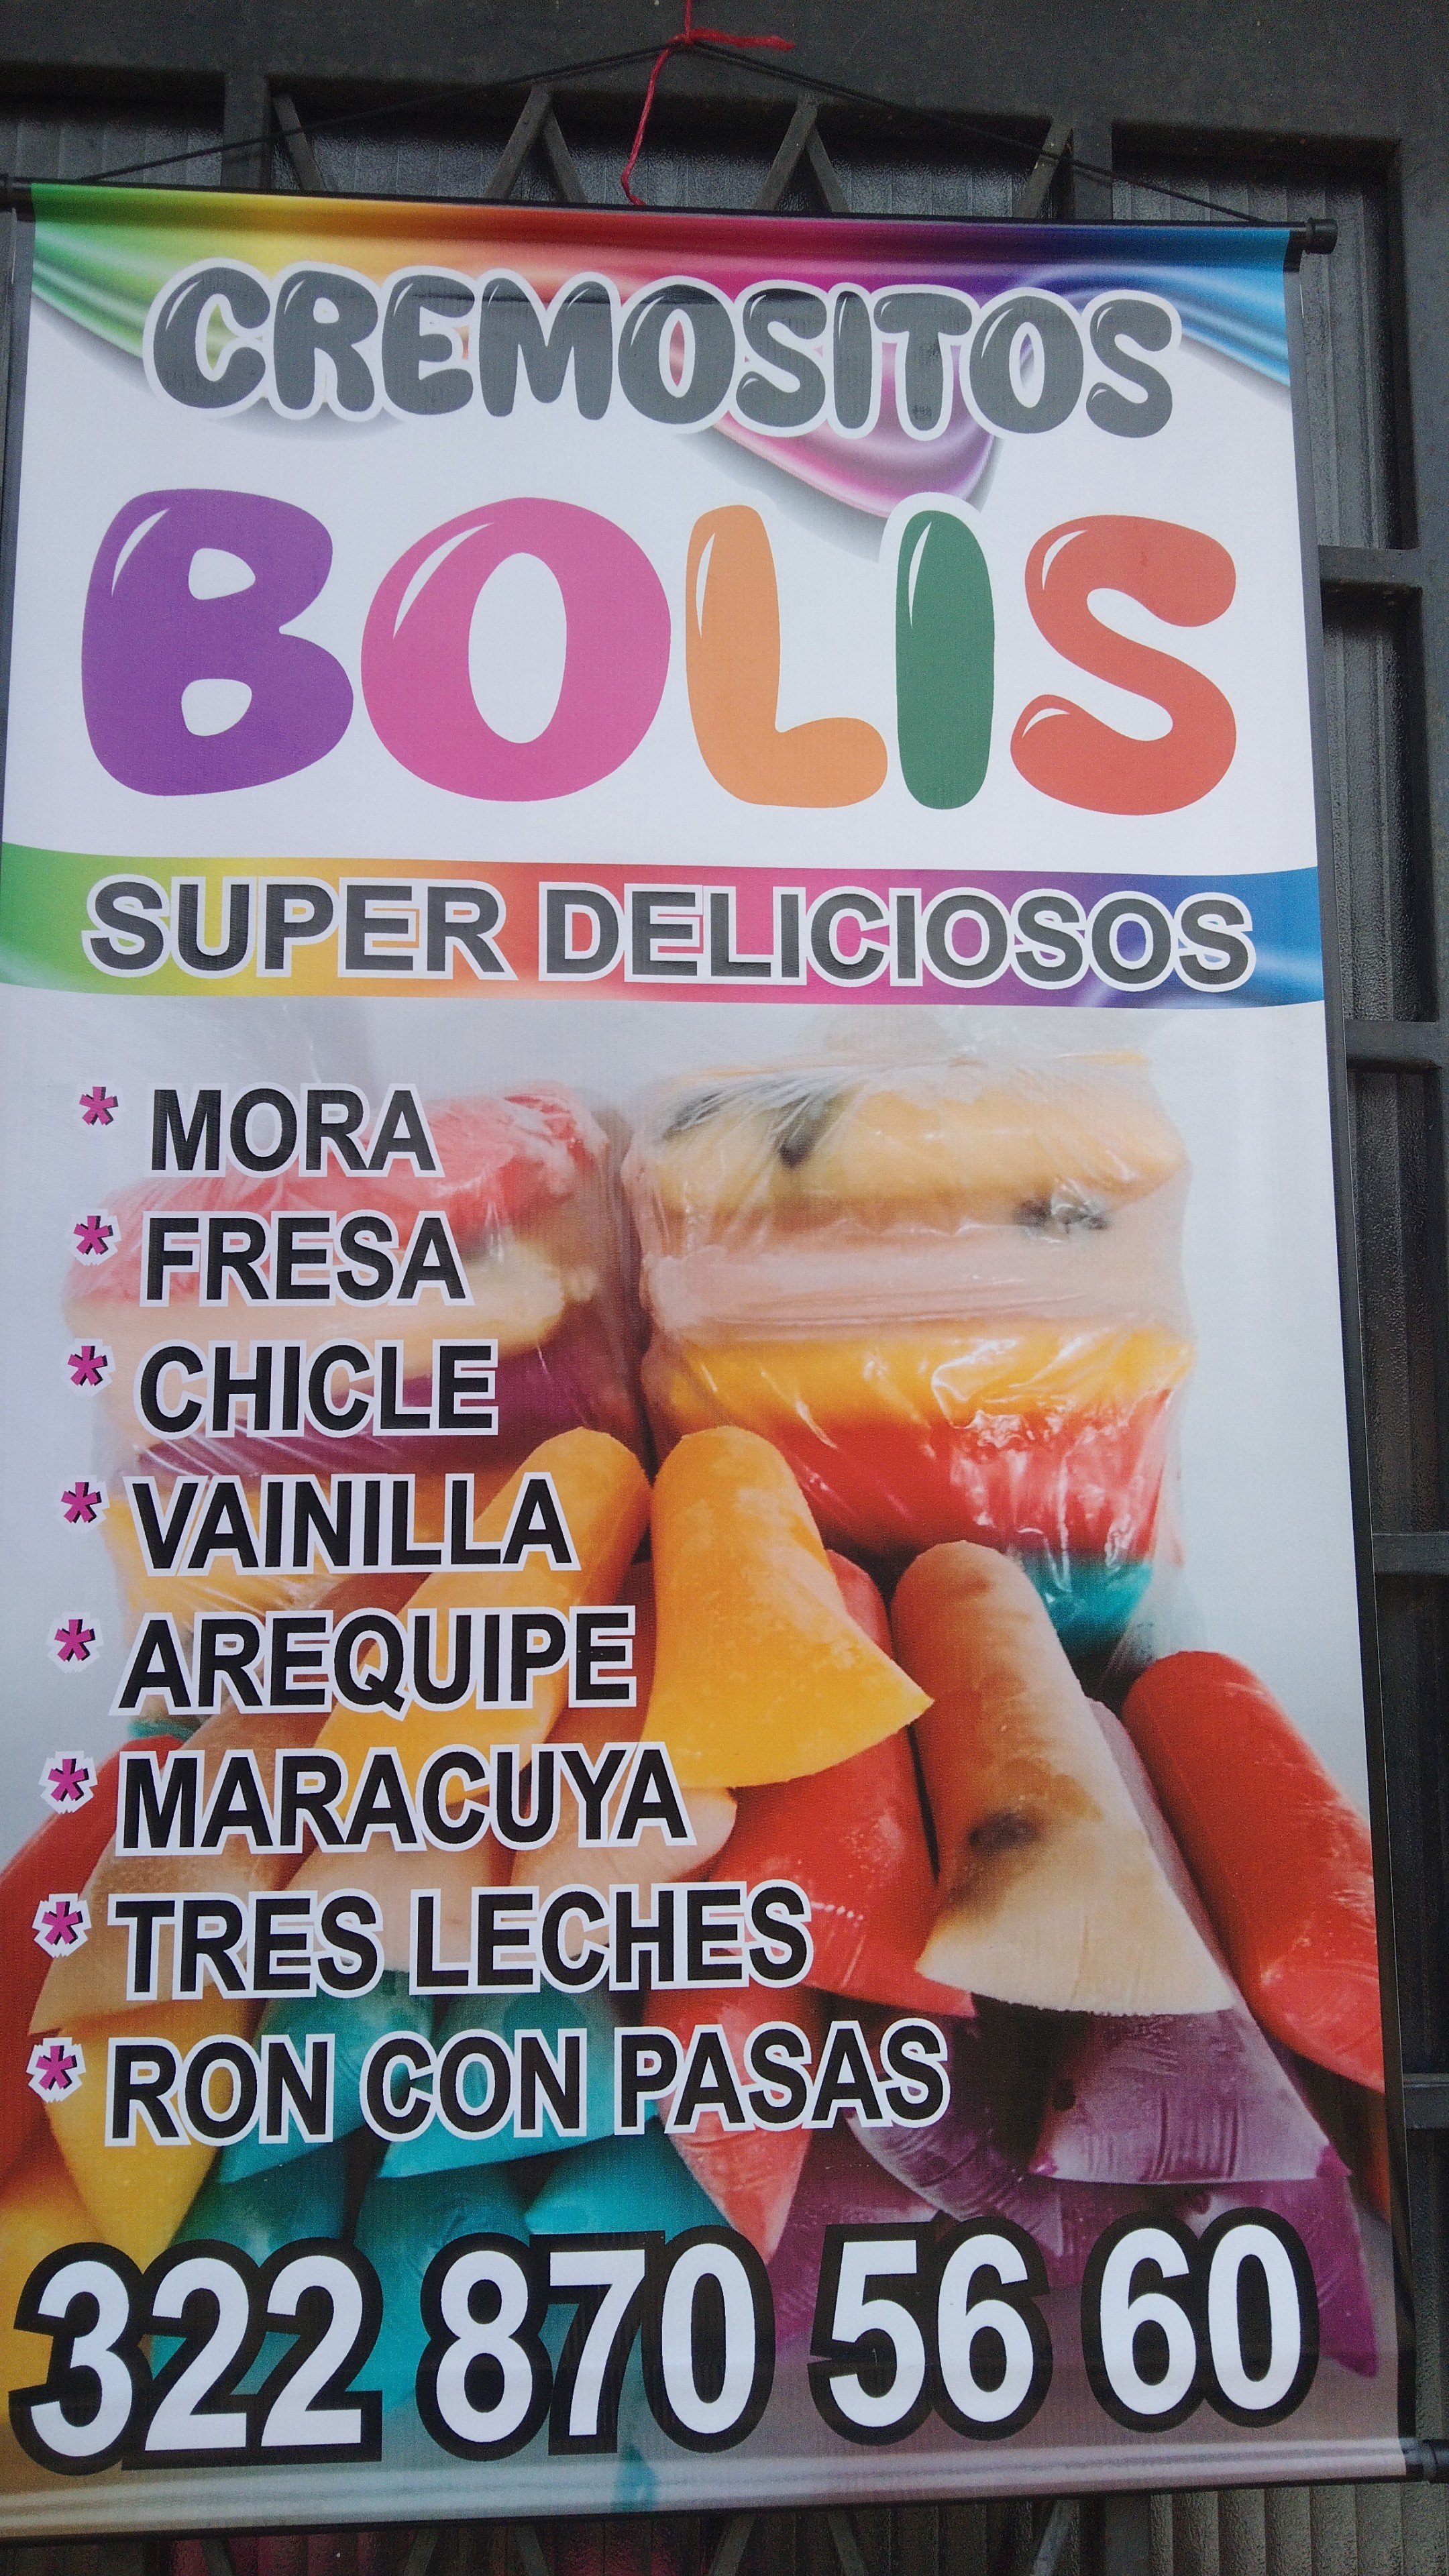 CREMOSITOS
BOLIS
SUPER DELICIOSOS
* MORA
* FRESA
* CHICLE
* VAINILLA
* AREQUIPE
* MARACUYA
* TRES LECHES
* RON CON PASAS
322 870 56 60